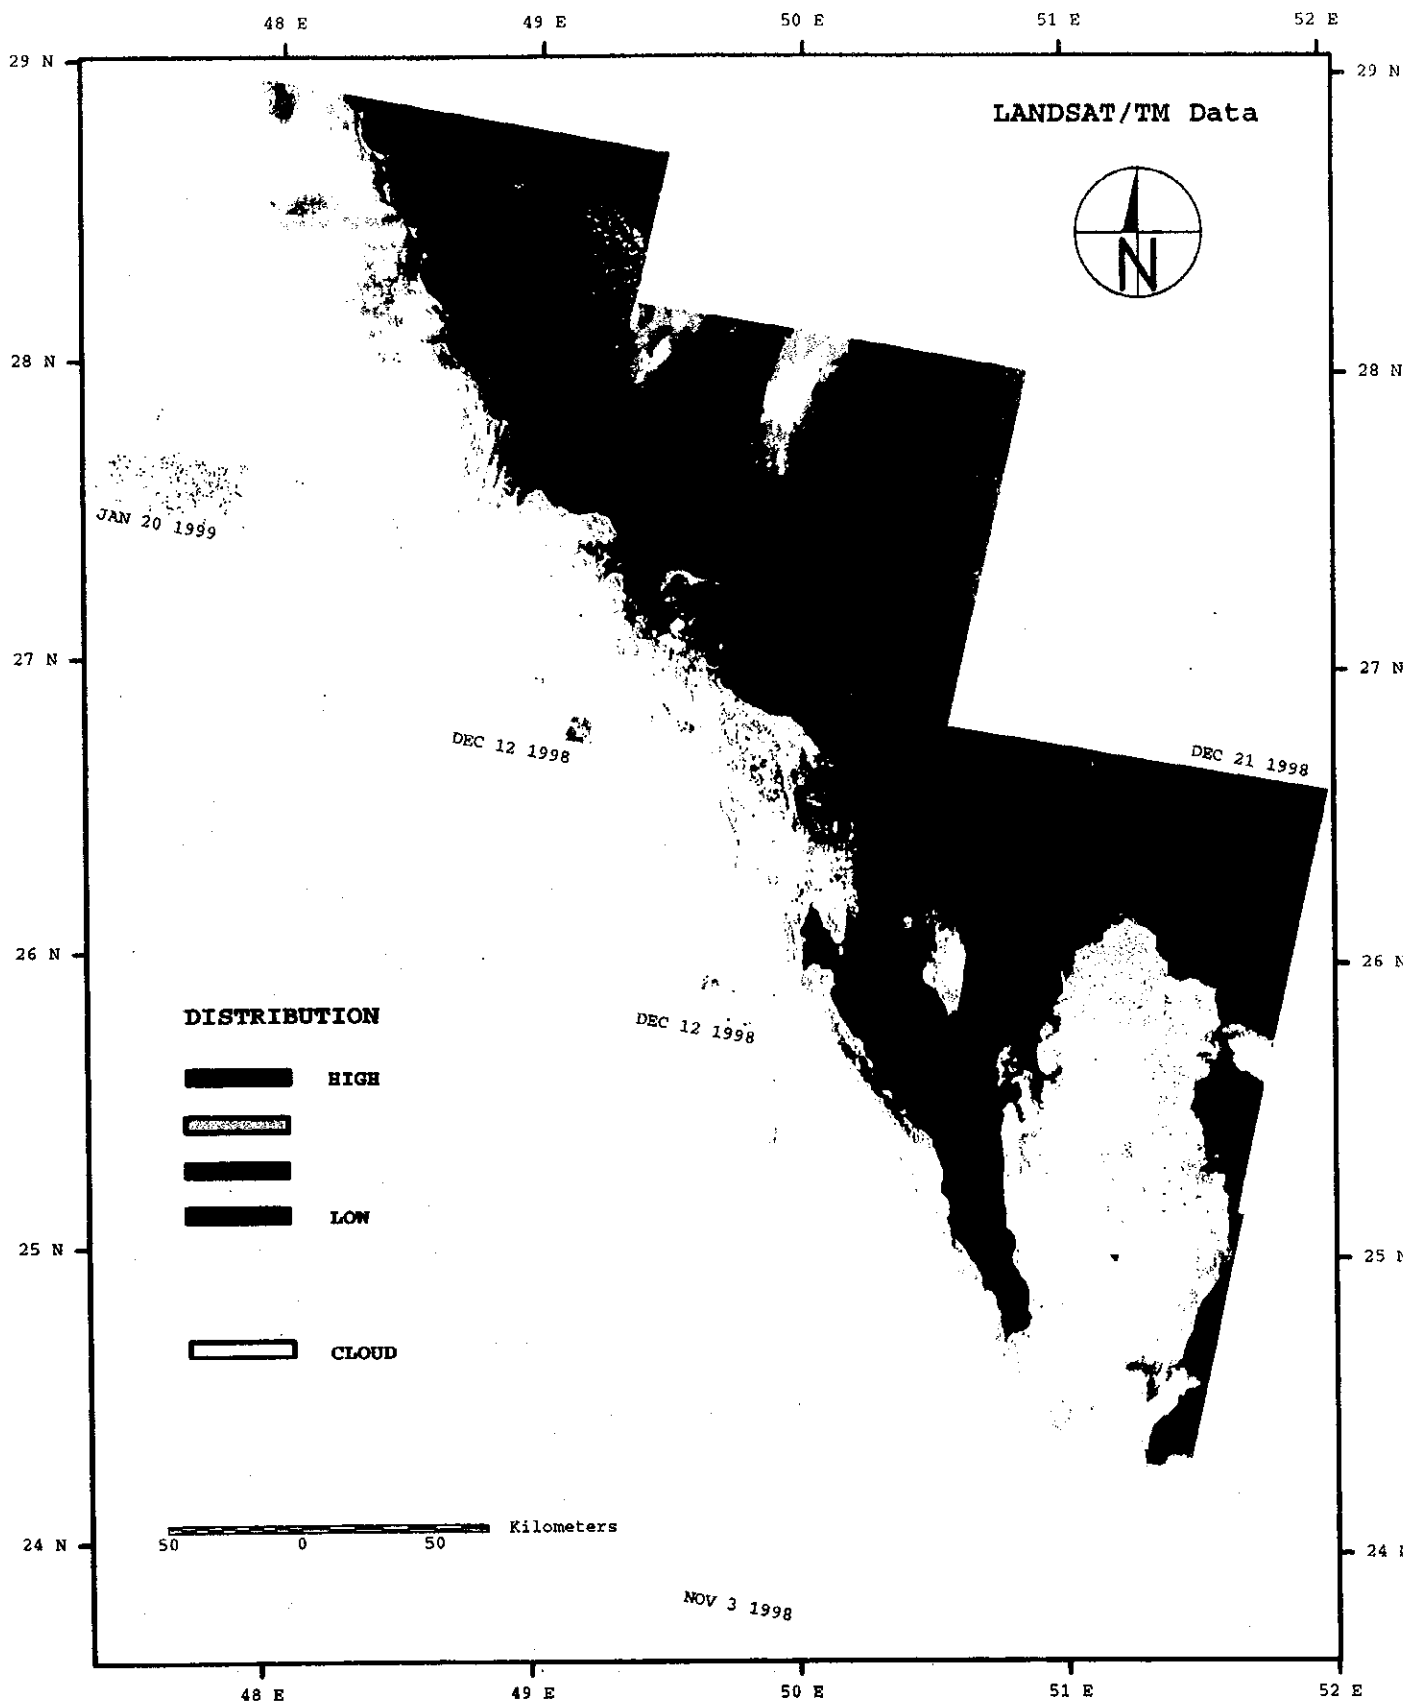 48 E 49 E 50 E 51 E 52 E
29 N 29 N
LANDSAT/TM Data
N
28 N 28 N
JAN 20 1999
27 N 27 N
DEC 12 1998
DEC 21 1998
26 N 26 N
DISTRIBUTION
DEC 12 1998
HIGH
LOW
25 N 25 N
CLOUD
Kilometers
50 0 50
24 N 24 N
NOV 3 1998
48 E 49 E 50 E 51 E 52 E